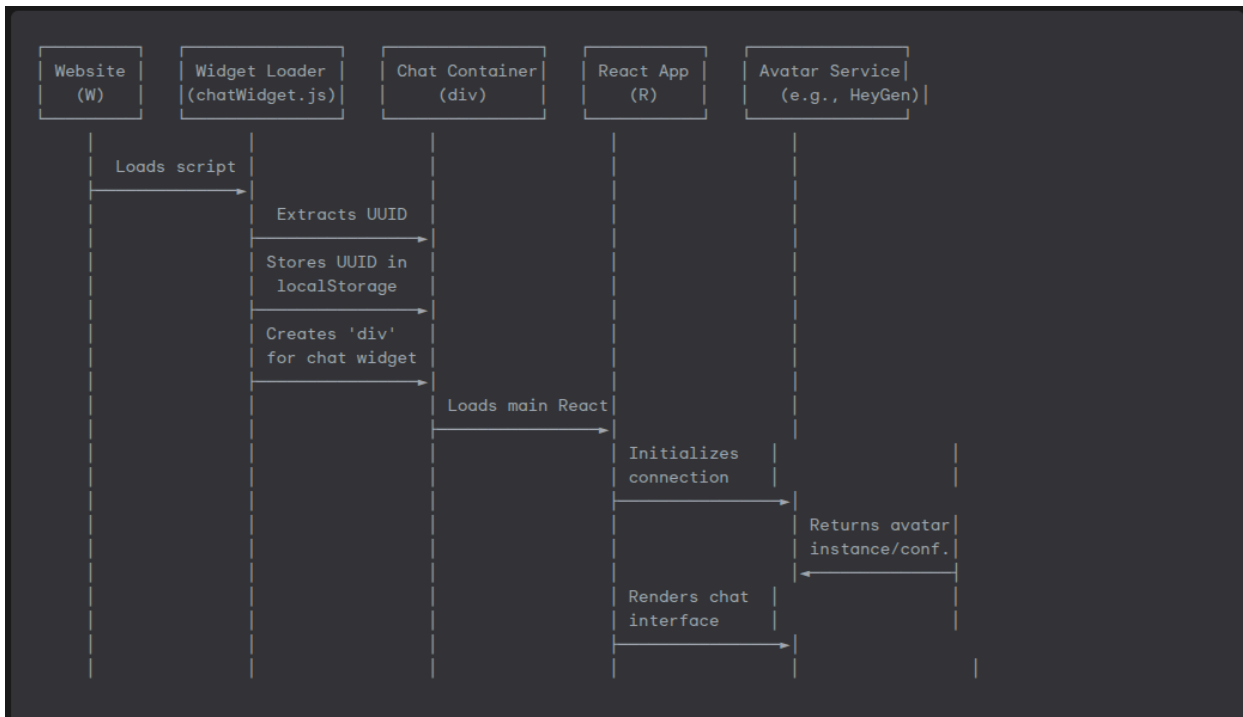 Website Widget Loader Chat Container React App Avatar Service
(W) (chatWidget.js) (div) (R) (e.g., HeyGen)
Loads script
Extracts UUID
Stores UUID in
localStorage
Creates 'div'
for chat widget
Loads main React
Initializes
connection
Returns avatar
instance/conf.
Renders chat
interface